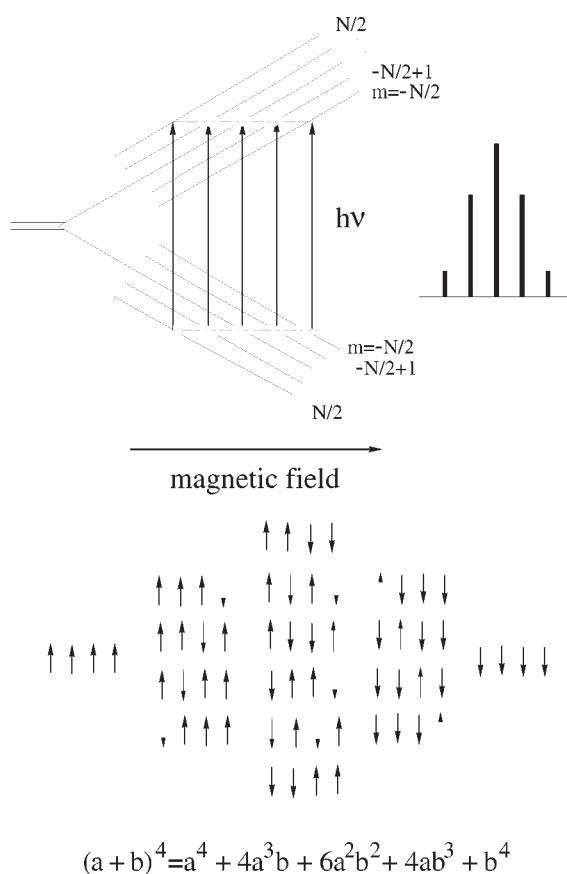 N/2
-N/2+1
m=-N/2
hν
m=-N/2
-N/2+1
N/2
magnetic field
(a + b)⁴=a⁴ + 4a³b + 6a²b² + 4ab³ + b⁴